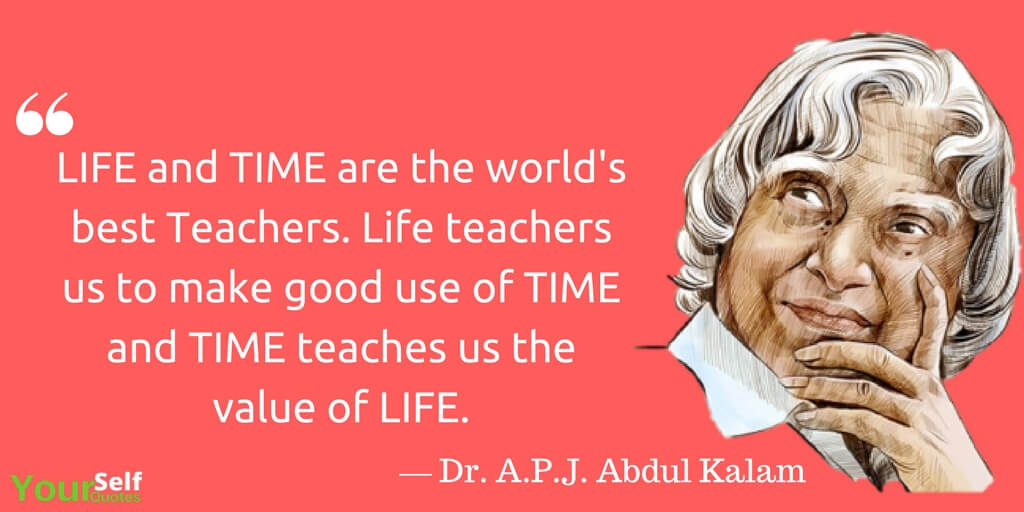 ❝
LIFE and TIME are the world's
best Teachers. Life teachers
us to make good use of TIME
and TIME teaches us the
value of LIFE.
— Dr. A.P.J. Abdul Kalam
YourSelf
Quotes